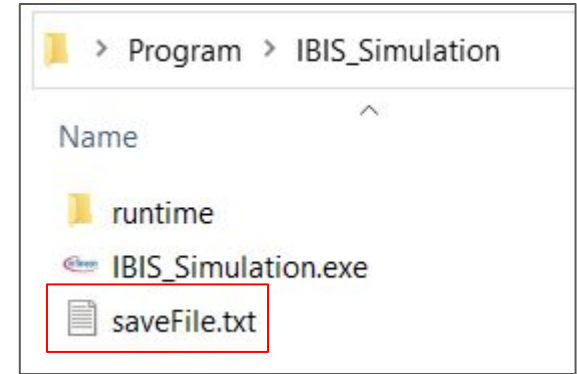 > Program > IBIS_Simulation
Name
runtime
IBIS_Simulation.exe
saveFile.txt